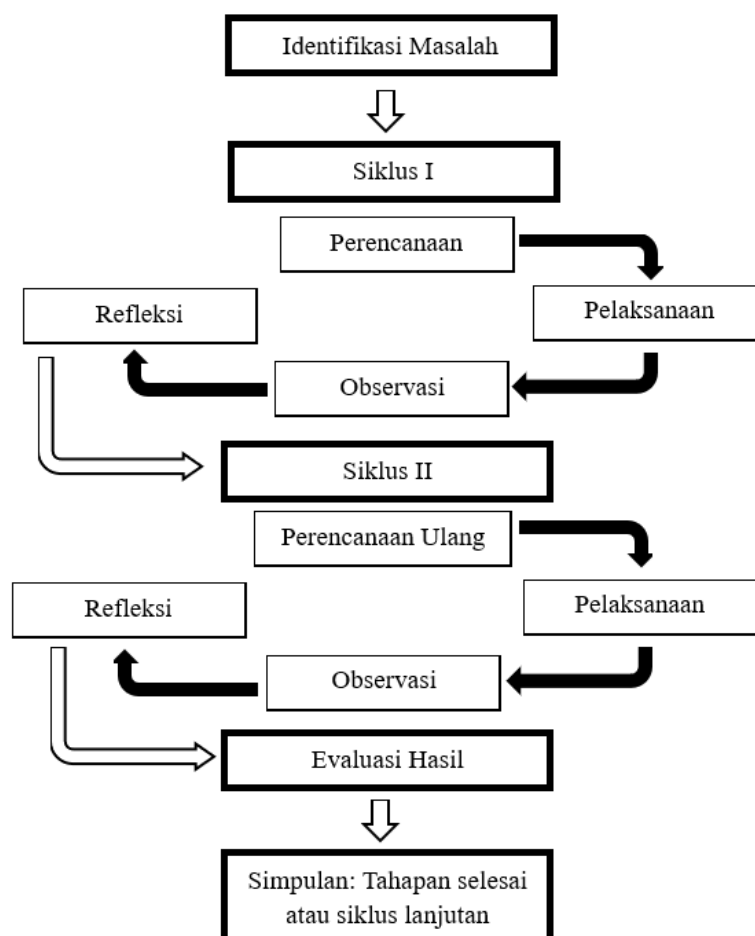 Identifikasi Masalah
Siklus I
Perencanaan
Pelaksanaan
Observasi
Refleksi
Siklus II
Perencanaan Ulang
Pelaksanaan
Observasi
Refleksi
Evaluasi Hasil
Simpulan: Tahapan selesai
atau siklus lanjutan